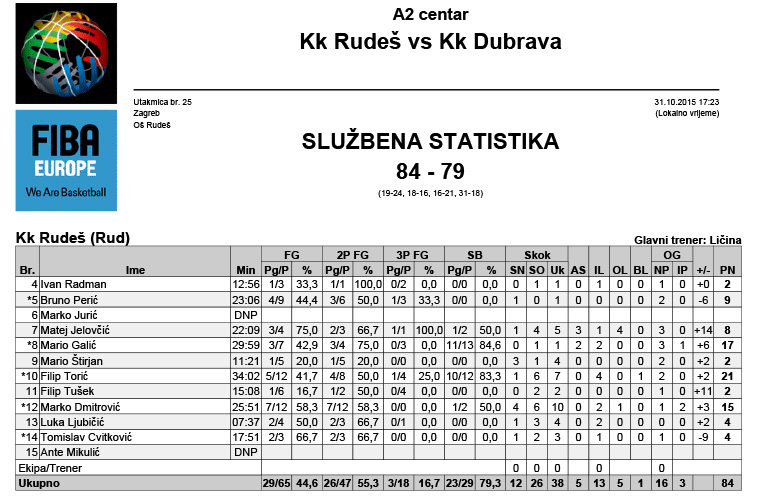 A2 centar
Kk Rudeš vs Kk Dubrava
Utakmica br. 25
31.10.2015 17:23
Zagreb
(Lokalno vrijeme)
Oš Rudeš
FIBA
EUROPE
We Are Basketball
SLUŽBENA STATISTIKA
84 - 79
(19-24, 18-16, 16-21, 31-18)
Kk Rudeš (Rud)
Glavni trener: Ličina
FG 2P FG 3P FG SB Skok OG
Br. Ime Min Pg/P % Pg/P % Pg/P % Pg/P % SN SO Uk AS IL OL BL NP IP +/- PN
4 Ivan Radman 12:56 1/3 33,3 1/1 100,0 0/2 0,0 0/0 0,0 0 1 1 0 1 0 0 1 0 +0 2
*5 Bruno Perić 23:06 4/9 44,4 3/6 50,0 1/3 33,3 0/0 0,0 1 0 1 0 0 0 0 2 0 -6 9
6 Marko Jurić DNP
7 Matej Jelovčić 22:09 3/4 75,0 2/3 66,7 1/1 100,0 1/2 50,0 1 4 5 3 1 4 0 3 0 +14 8
*8 Mario Galić 29:59 3/7 42,9 3/4 75,0 0/3 0,0 11/13 84,6 0 1 1 2 2 0 0 3 1 +6 17
9 Mario Štirjan 11:21 1/5 20,0 1/5 20,0 0/0 0,0 0/0 0,0 3 1 4 0 0 0 0 2 0 +2 2
*10 Filip Torić 34:02 5/12 41,7 4/8 50,0 1/4 25,0 10/12 83,3 1 6 7 0 4 0 1 2 0 +2 21
11 Filip Tušek 15:08 1/6 16,7 1/2 50,0 0/4 0,0 0/0 0,0 0 2 2 0 0 0 0 0 0 +11 2
*12 Marko Dmitrović 25:51 7/12 58,3 7/12 58,3 0/0 0,0 1/2 50,0 4 6 10 0 2 1 0 1 2 +3 15
13 Luka Ljubičić 07:37 2/4 50,0 2/3 66,7 0/1 0,0 0/0 0,0 1 3 4 0 2 0 0 0 0 +2 4
*14 Tomislav Cvitković 17:51 2/3 66,7 2/3 66,7 0/0 0,0 0/0 0,0 1 2 3 0 1 0 0 1 0 -9 4
15 Ante Mikulić DNP
Ekipa/Trener 0 0 0 0 0
Ukupno 29/65 44,6 26/47 55,3 3/18 16,7 23/29 79,3 12 26 38 5 13 5 1 16 3 84